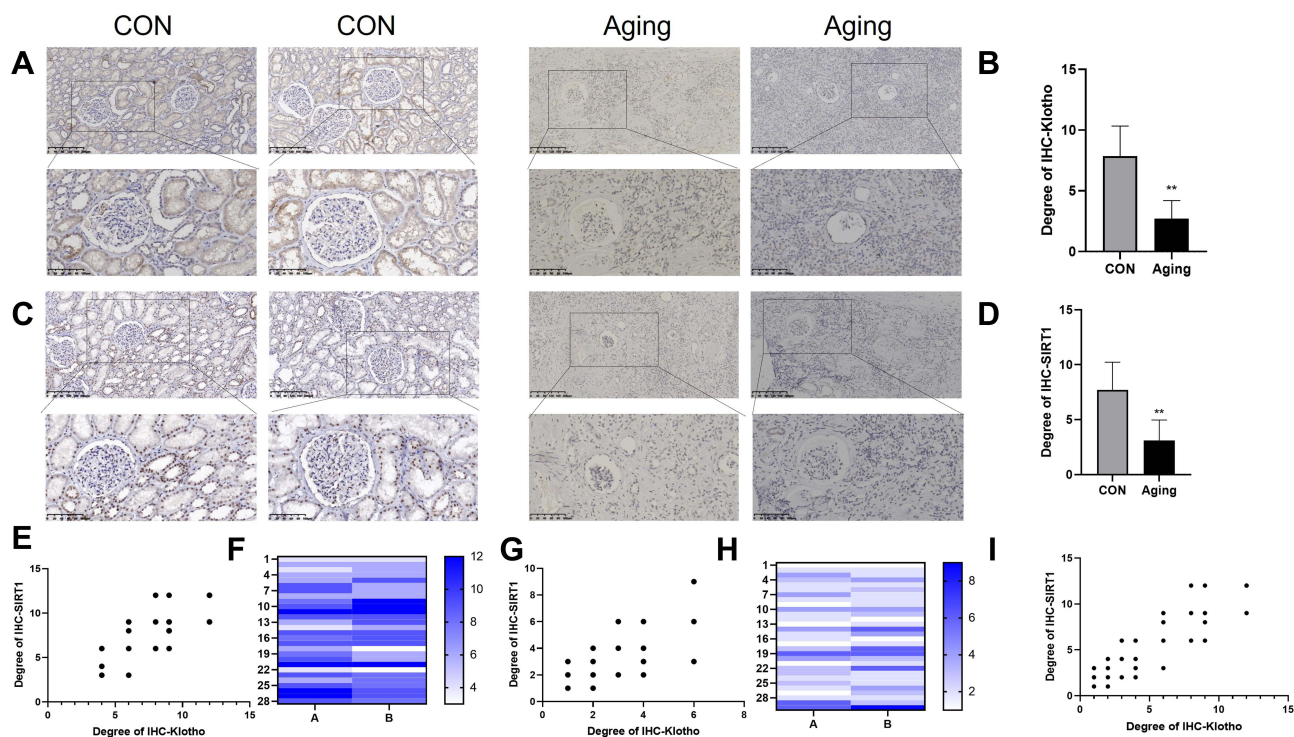 CON CON Aging Aging
A
B
15
10
5
0
Degree of IHC-Klotho
**
CON Aging
C
D
15
10
5
0
Degree of IHC-SIRT1
**
CON Aging
E
15
10
5
0
Degree of IHC-SIRT1
0 5 10 15
Degree of IHC-Klotho
F
1
4
7
10
13
16
19
22
25
28
A B
12
10
8
6
4
G
10
8
6
4
2
0
Degree of IHC-SIRT1
0 2 4 6 8
Degree of IHC-Klotho
H
1
4
7
10
13
16
19
22
25
28
A B
8
6
4
2
I
15
10
5
0
Degree of IHC-SIRT1
0 5 10 15
Degree of IHC-Klotho